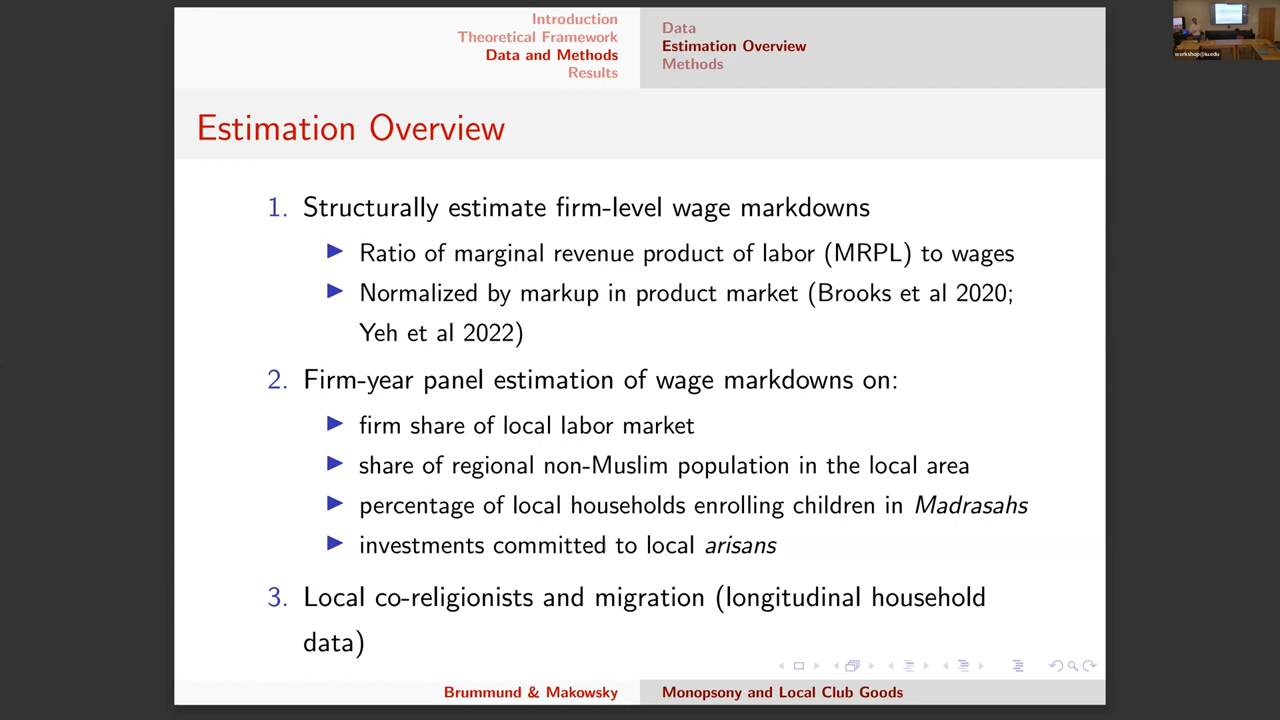 Introduction
Theoretical Framework
Data and Methods
Results
Data
Estimation Overview
Methods
Estimation Overview
1. Structurally estimate firm-level wage markdowns
Ratio of marginal revenue product of labor (MRPL) to wages
Normalized by markup in product market (Brooks et al 2020;
Yeh et al 2022)
2. Firm-year panel estimation of wage markdowns on:
firm share of local labor market
share of regional non-Muslim population in the local area
percentage of local households enrolling children in Madrasahs
investments committed to local arisans
3. Local co-religionists and migration (longitudinal household
data)
Brummund & Makowsky
Monopsony and Local Club Goods
workshop@iu.edu